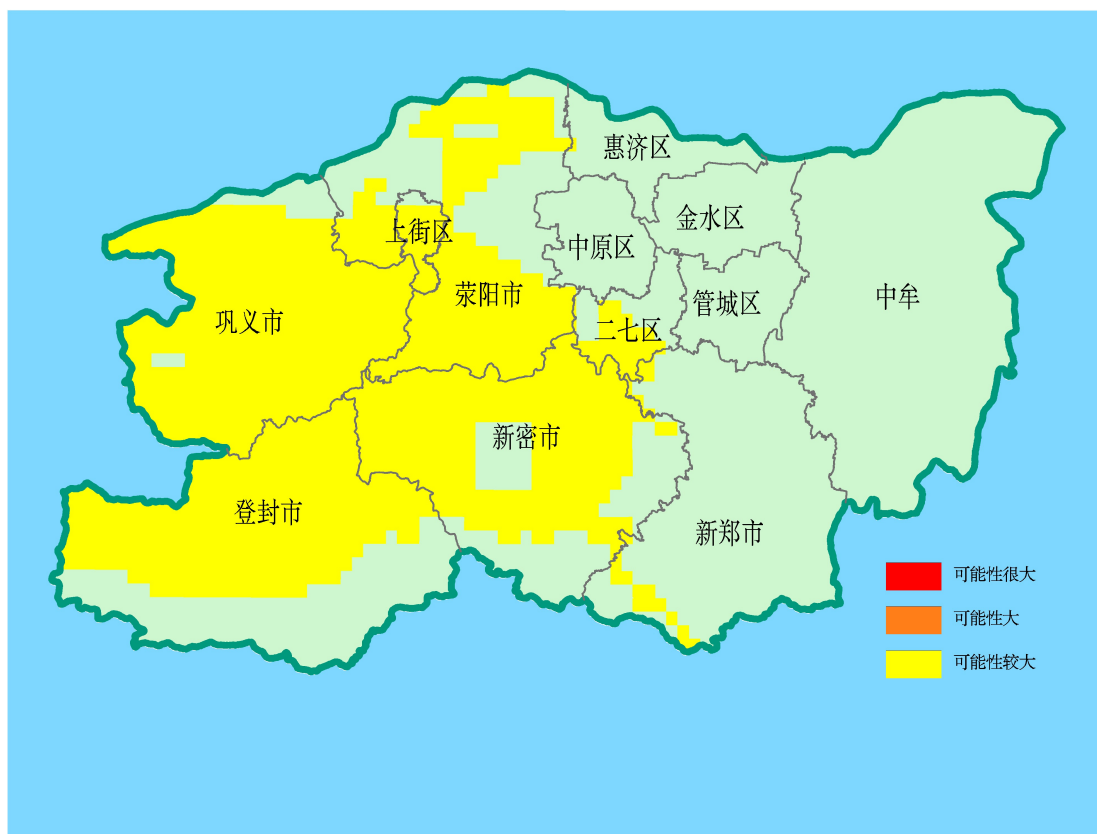 惠济区
金水区
上街区
中原区
荥阳市
管城区
中牟
巩义市
二七区
新密市
登封市
新郑市
可能性很大
可能性大
可能性较大